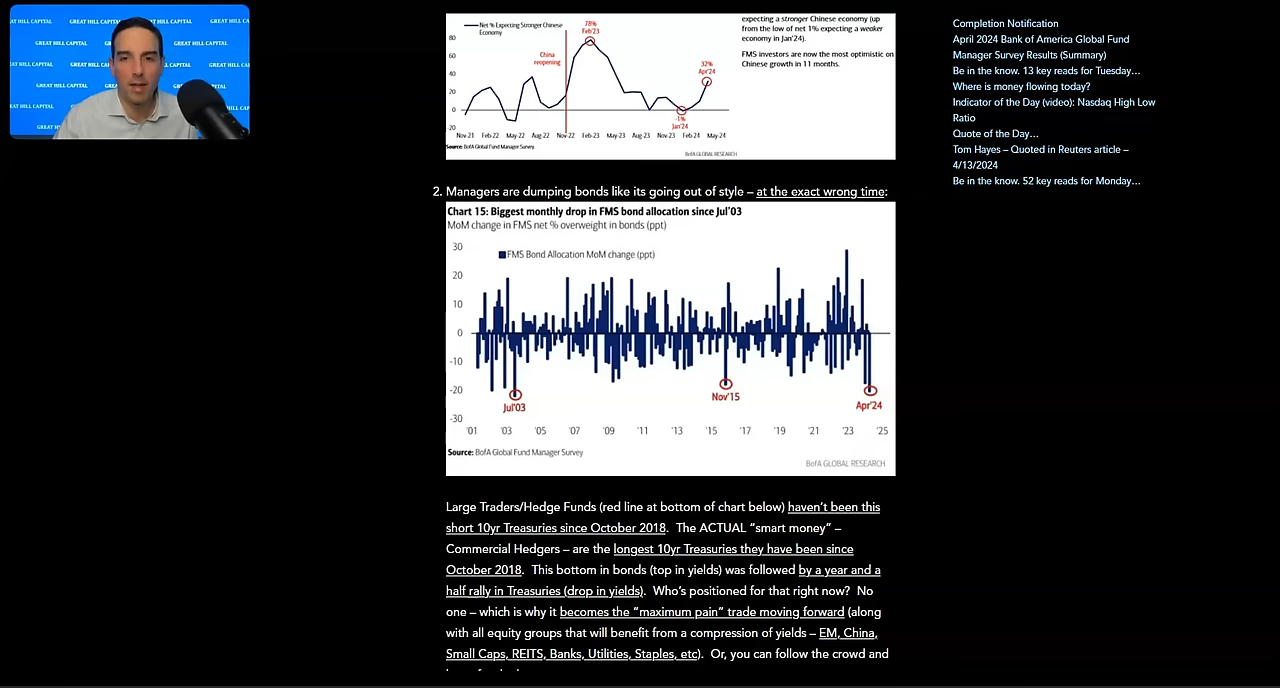 GREAT HILL CAPITAL
GREAT HILL CAPITAL
GREAT HILL CAPITAL
GREAT HILL CAPITAL
GREAT HILL CAPITAL
Net % Expecting Stronger Chinese
Economy
80
60
40
20
0
-20
China
reopening
78%
Feb'23
-1%
Jan'24
32%
Apr'24
Nov-21 Feb-22 May-22 Aug-22 Nov-22 Feb-23 May-23 Aug-23 Nov-23 Feb-24 May-24
Source: BofA Global Fund Manager Survey.
BofA GLOBAL RESEARCH
expecting a stronger Chinese economy (up
from the low of net 1% expecting a weaker
economy in Jan'24).
FMS investors are now the most optimistic on
Chinese growth in 11 months.
2. Managers are dumping bonds like its going out of style – at the exact wrong time:
Chart 15: Biggest monthly drop in FMS bond allocation since Jul'03
MoM change in FMS net % overweight in bonds (ppt)
FMS Bond Allocation MoM change (ppt)
30
20
10
0
-10
-20
-30
Jul'03
Nov'15
Apr'24
'01 '03 '05 '07 '09 '11 '13 '15 '17 '19 '21 '23 '25
Source: BofA Global Fund Manager Survey
BofA GLOBAL RESEARCH
Large Traders/Hedge Funds (red line at bottom of chart below) haven't been this
short 10yr Treasuries since October 2018. The ACTUAL "smart money" –
Commercial Hedgers – are the longest 10yr Treasuries they have been since
October 2018. This bottom in bonds (top in yields) was followed by a year and a
half rally in Treasuries (drop in yields). Who's positioned for that right now? No
one – which is why it becomes the "maximum pain" trade moving forward (along
with all equity groups that will benefit from a compression of yields – EM, China,
Small Caps, REITS, Banks, Utilities, Staples, etc). Or, you can follow the crowd and
Completion Notification
April 2024 Bank of America Global Fund
Manager Survey Results (Summary)
Be in the know. 13 key reads for Tuesday…
Where is money flowing today?
Indicator of the Day (video): Nasdaq High Low
Ratio
Quote of the Day…
Tom Hayes – Quoted in Reuters article –
4/13/2024
Be in the know. 52 key reads for Monday…